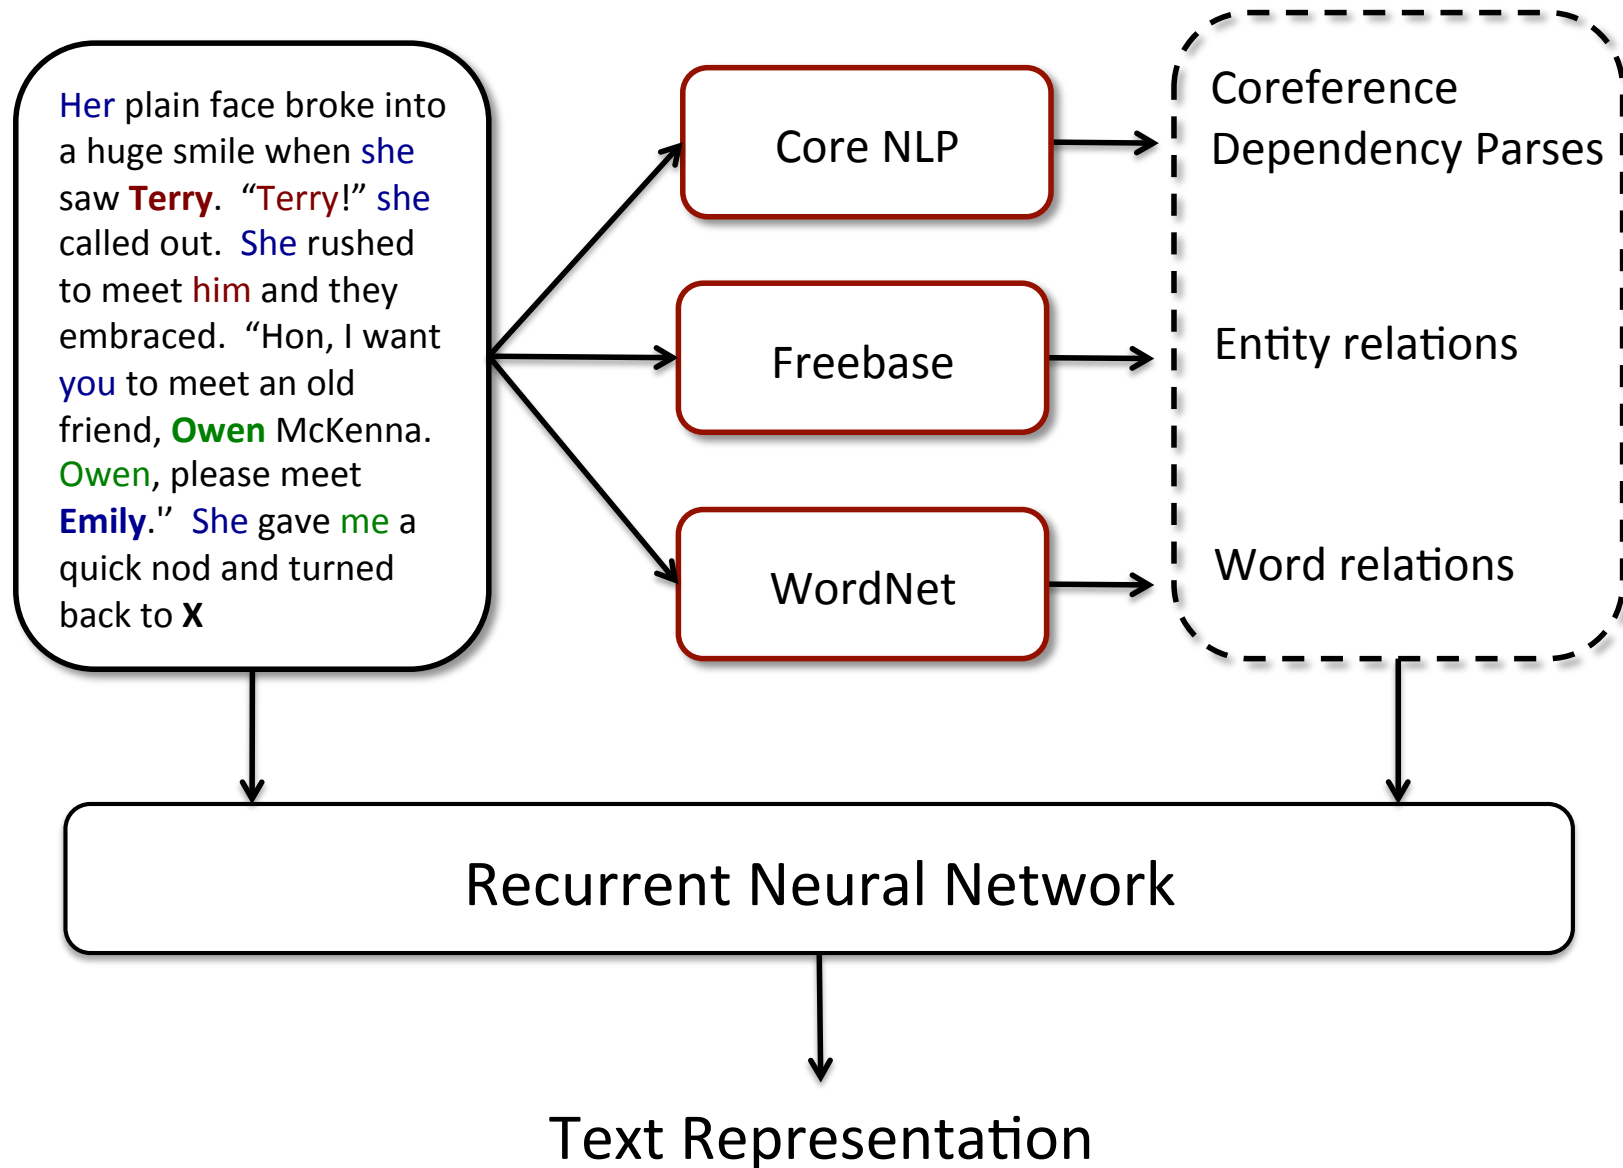 Her plain face broke into
a huge smile when she
saw Terry.  “Terry!” she
called out.  She rushed
to meet him and they
embraced.  “Hon, I want
you to meet an old
friend, Owen McKenna.
Owen, please meet
Emily.''  She gave me a
quick nod and turned
back to X
Core NLP
Freebase
WordNet
Coreference
Dependency Parses
Entity relations
Word relations
Recurrent Neural Network
Text Representation